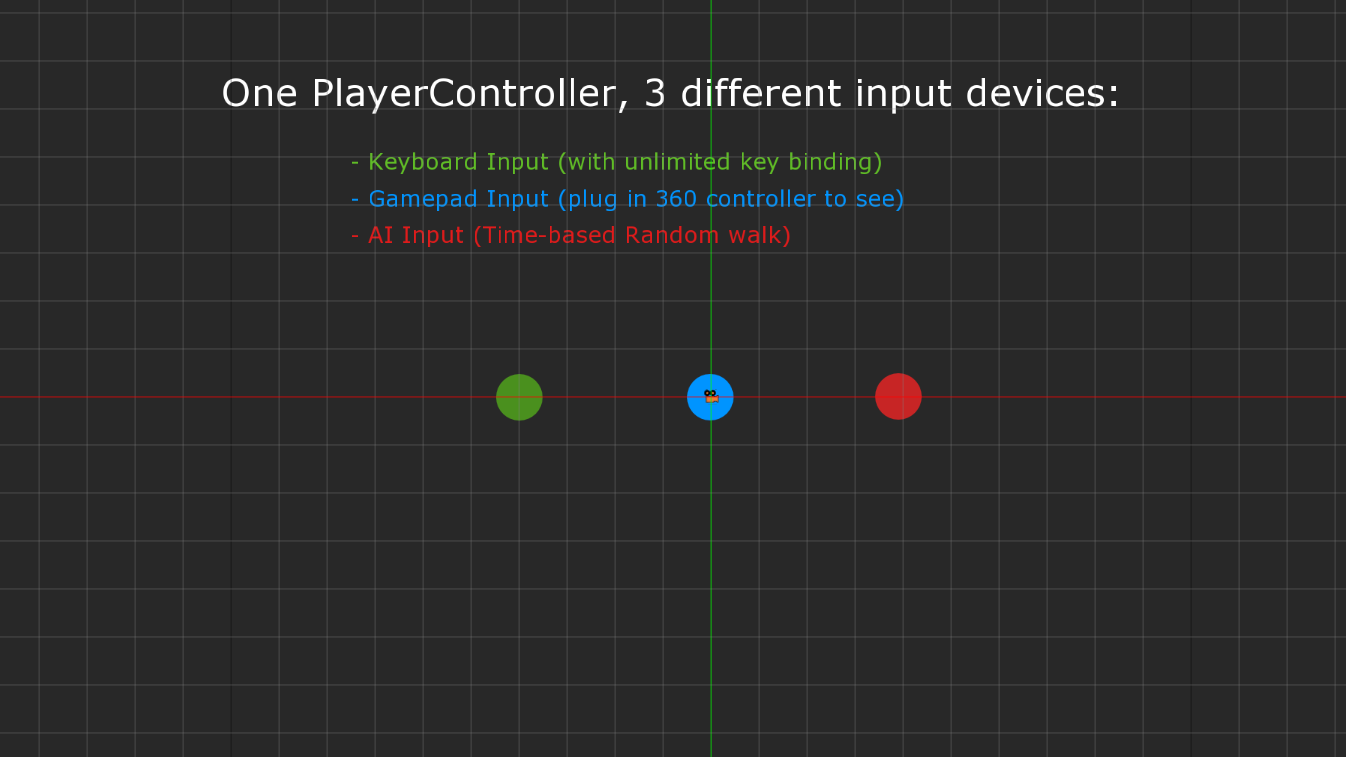 One PlayerController, 3 different input devices:
- Keyboard Input (with unlimited key binding)
- Gamepad Input (plug in 360 controller to see)
- AI Input (Time-based Random walk)